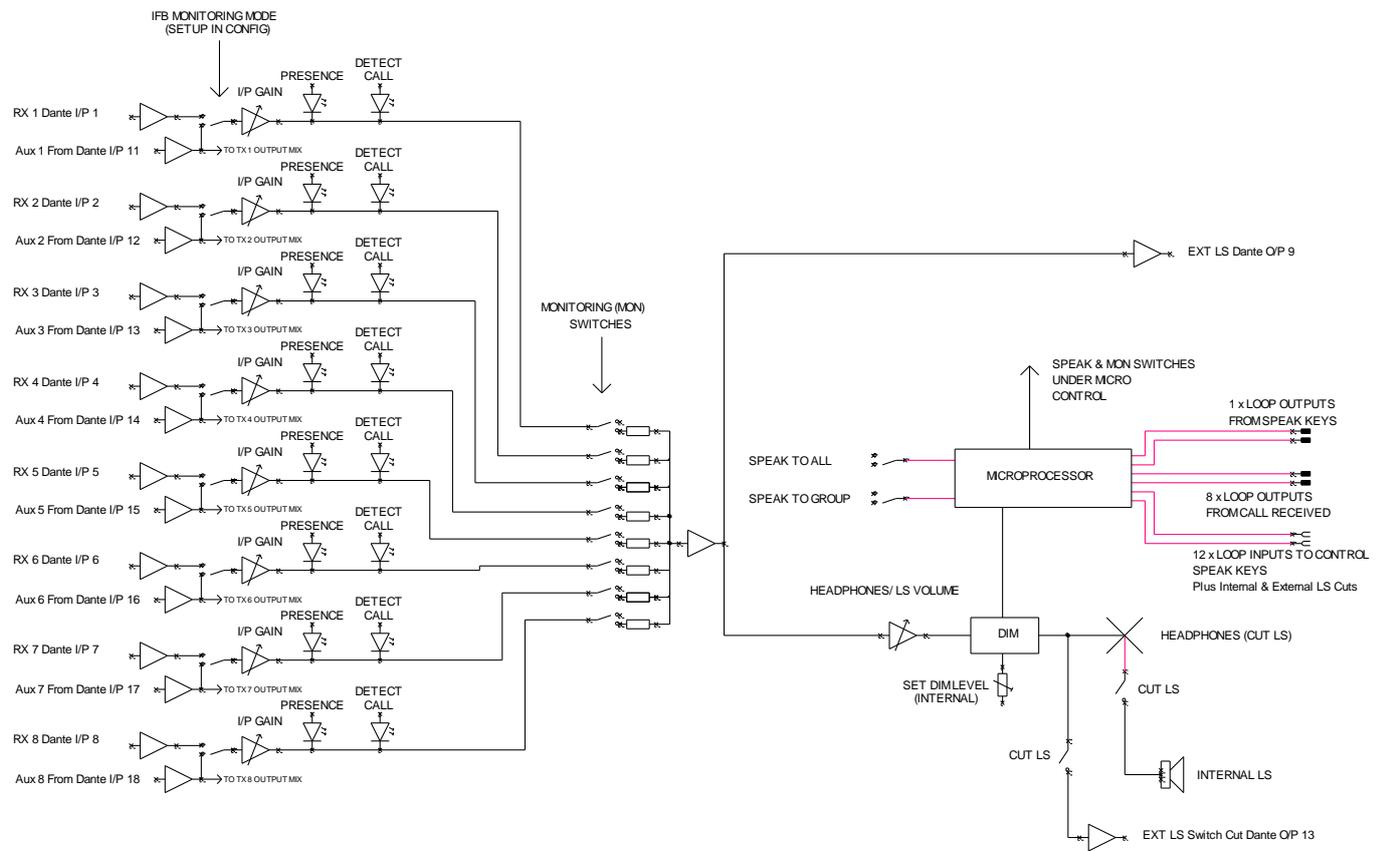 IFB MONITORING MODE
(SETUP IN CONFIG)
PRESENCE
DETECT
CALL
I/P GAIN
RX 1 Dante I/P 1
Aux 1 From Dante I/P 11
TO TX 1 OUTPUT MIX
PRESENCE
DETECT
CALL
I/P GAIN
RX 2 Dante I/P 2
Aux 2 From Dante I/P 12
TO TX 2 OUTPUT MIX
PRESENCE
DETECT
CALL
I/P GAIN
RX 3 Dante I/P 3
Aux 3 From Dante I/P 13
TO TX 3 OUTPUT MIX
PRESENCE
DETECT
CALL
I/P GAIN
RX 4 Dante I/P 4
Aux 4 From Dante I/P 14
TO TX 4 OUTPUT MIX
PRESENCE
DETECT
CALL
I/P GAIN
RX 5 Dante I/P 5
Aux 5 From Dante I/P 15
TO TX 5 OUTPUT MIX
PRESENCE
DETECT
CALL
I/P GAIN
RX 6 Dante I/P 6
Aux 6 From Dante I/P 16
TO TX 6 OUTPUT MIX
PRESENCE
DETECT
CALL
I/P GAIN
RX 7 Dante I/P 7
Aux 7 From Dante I/P 17
TO TX 7 OUTPUT MIX
PRESENCE
DETECT
CALL
I/P GAIN
RX 8 Dante I/P 8
Aux 8 From Dante I/P 18
TO TX 8 OUTPUT MIX
MONITORING (MON)
SWITCHES
EXT LS Dante O/P 9
SPEAK & MON SWITCHES
UNDER MICRO
CONTROL
1 x LOOP OUTPUTS
FROM SPEAK KEYS
SPEAK TO ALL
MICROPROCESSOR
SPEAK TO GROUP
8 x LOOP OUTPUTS
FROM CALL RECEIVED
12 x LOOP INPUTS TO CONTROL
SPEAK KEYS
Plus Internal & External LS Cuts
HEADPHONES/ LS VOLUME
DIM
HEADPHONES (CUT LS)
SET DIM LEVEL
(INTERNAL)
CUT LS
CUT LS
INTERNAL LS
EXT LS Switch Cut Dante O/P 13